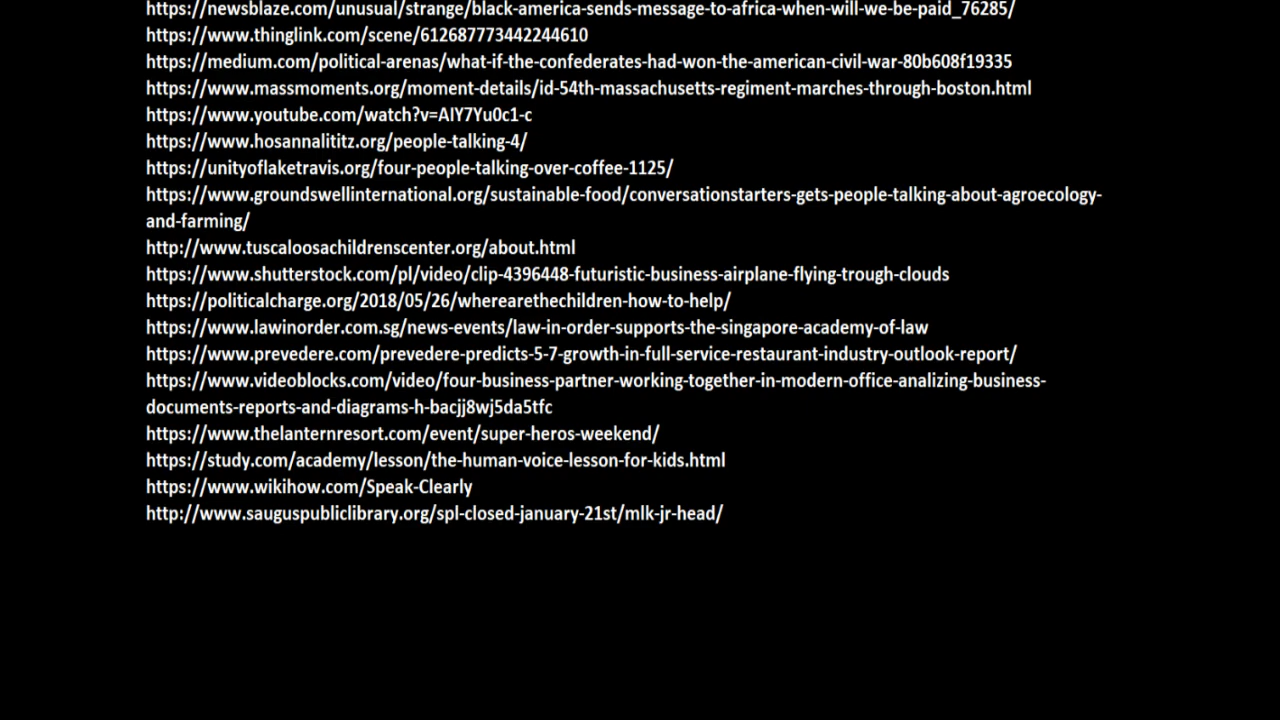 https://newsblaze.com/unusual/strange/black-america-sends-message-to-africa-when-will-we-be-paid_76285/
https://www.thinglink.com/scene/612687773442244610
https://medium.com/political-arenas/what-if-the-confederates-had-won-the-american-civil-war-80b608f19335
https://www.massmoments.org/moment-details/id-54th-massachusetts-regiment-marches-through-boston.html
https://www.youtube.com/watch?v=AIY7Yu0c1-c
https://www.hosannalititz.org/people-talking-4/
https://unityoflaketravis.org/four-people-talking-over-coffee-1125/
https://www.groundswellinternational.org/sustainable-food/conversationstarters-gets-people-talking-about-agroecology-
and-farming/
http://www.tuscaloosachildrenscenter.org/about.html
https://www.shutterstock.com/pl/video/clip-4396448-futuristic-business-airplane-flying-trough-clouds
https://politicalcharge.org/2018/05/26/wherearethechildren-how-to-help/
https://www.lawinorder.com.sg/news-events/law-in-order-supports-the-singapore-academy-of-law
https://www.prevedere.com/prevedere-predicts-5-7-growth-in-full-service-restaurant-industry-outlook-report/
https://www.videoblocks.com/video/four-business-partner-working-together-in-modern-office-analizing-business-
documents-reports-and-diagrams-h-bacjj8wj5da5tfc
https://www.thelanternresort.com/event/super-heros-weekend/
https://study.com/academy/lesson/the-human-voice-lesson-for-kids.html
https://www.wikihow.com/Speak-Clearly
http://www.sauguspubliclibrary.org/spl-closed-january-21st/mlk-jr-head/